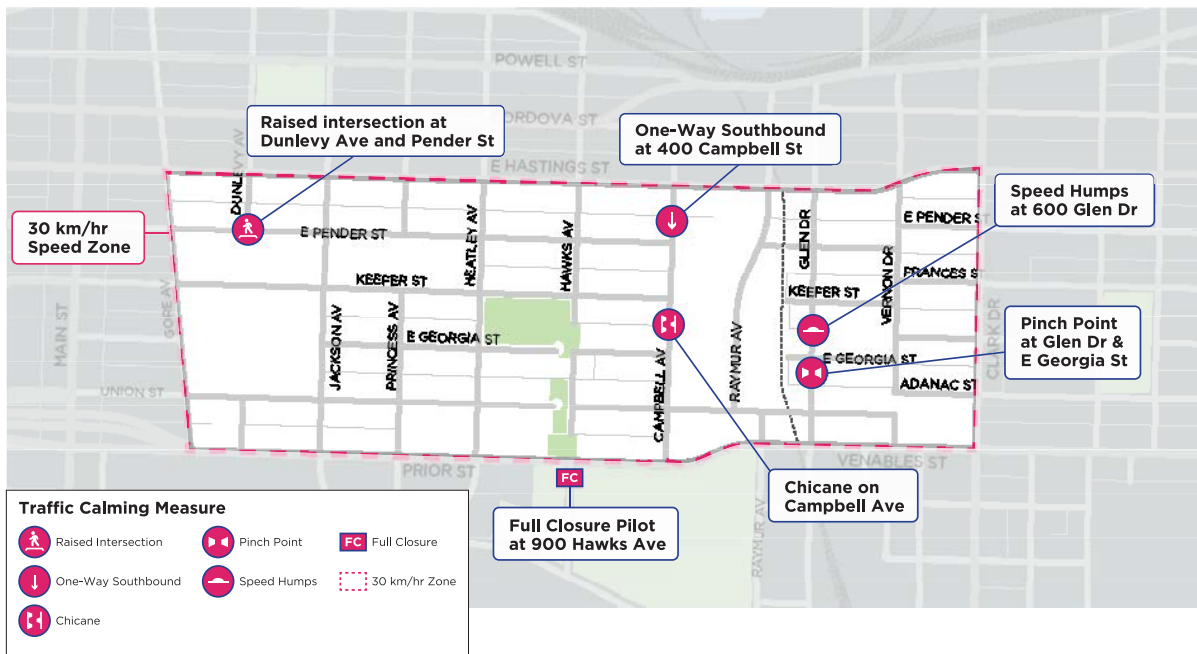 POWELL ST
Raised intersection at
Dunlevy Ave and Pender St
ORDOVA ST
One-Way Southbound
at 400 Campbell St
E HASTINGS ST
DUNLEVY AV
Speed Humps
at 600 Glen Dr
30 km/hr
Speed Zone
E PENDER ST
HEATLEY AV
HAWKS AV
GLEN DR
E PENDER ST
VERNON DR
FRANCES ST
KEEFER ST
KEEFER ST
GORE AV
MAIN ST
JACKSON AV
PRINCESS AV
E GEORGIA ST
CAMPBELL AV
RAYMUR AV
E GEORGIA ST
ADANAC ST
CLARK DR
Pinch Point
at Glen Dr &
E Georgia St
UNION ST
PRIOR ST
VENABLES ST
FC
Full Closure Pilot
at 900 Hawks Ave
Chicane on
Campbell Ave
RAYMUR AV
Traffic Calming Measure
Raised Intersection
Pinch Point
FC Full Closure
One-Way Southbound
Speed Humps
30 km/hr Zone
Chicane